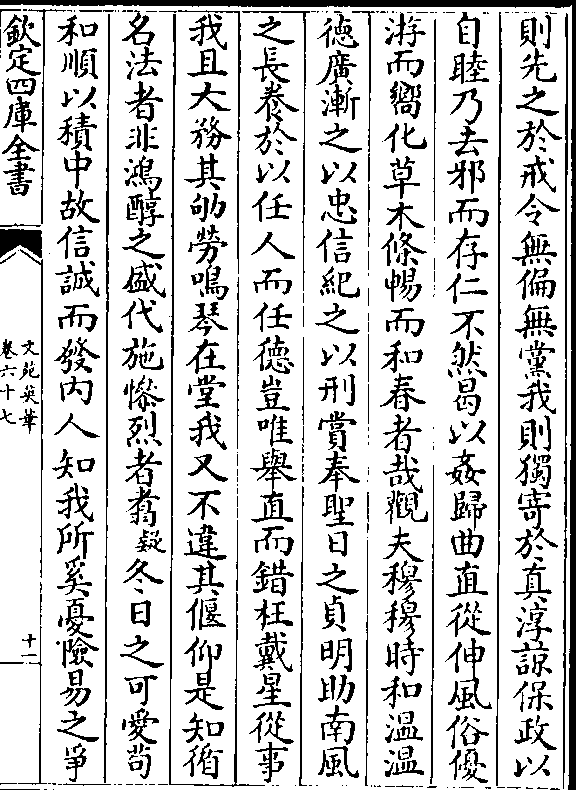 則先之於戒令無偏無黨我則獨寄於真淳諒保政以
自睦乃去邪而存仁不然曷以姦歸曲直從伸風俗優
游而嚮化草木條暢而和春者哉觀夫穆穆時和溫溫
德廣漸之以忠信紀之以刑賞奉聖日之貞明助南風
之長養於以任人而任德豈唯舉直而錯枉戴星從事
我且大務其劬勞鳴琴在堂我又不違其偃仰是知循
名法者非鴻醇之盛代施慘烈者翥疑冬日之可愛苟
和順以積中故信誠而發內人知我所奚憂險易之爭
欽定四庫全書
文苑英華
卷六十七
十一